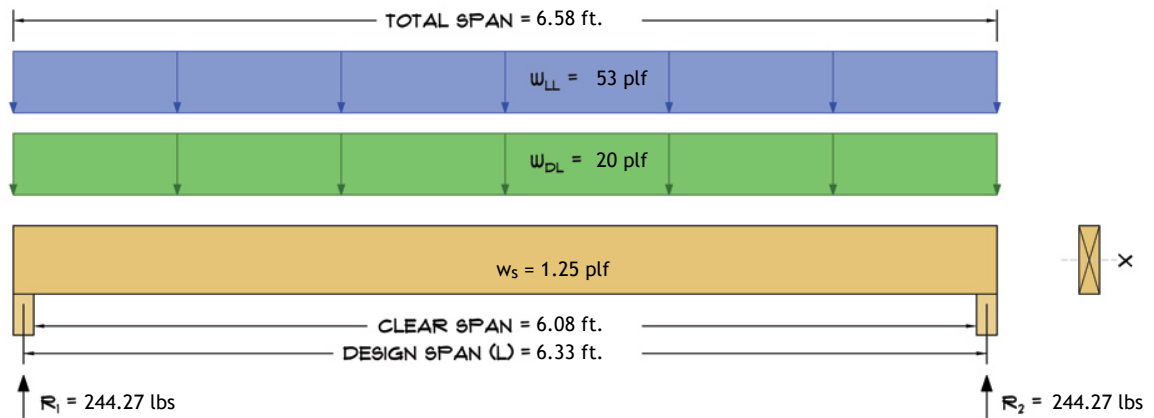 TOTAL SPAN = 6.58 ft.
wLL = 53 plf
wDL = 20 plf
ws = 1.25 plf
X
CLEAR SPAN = 6.08 ft.
DESIGN SPAN (L) = 6.33 ft.
R1 = 244.27 lbs
R2 = 244.27 lbs